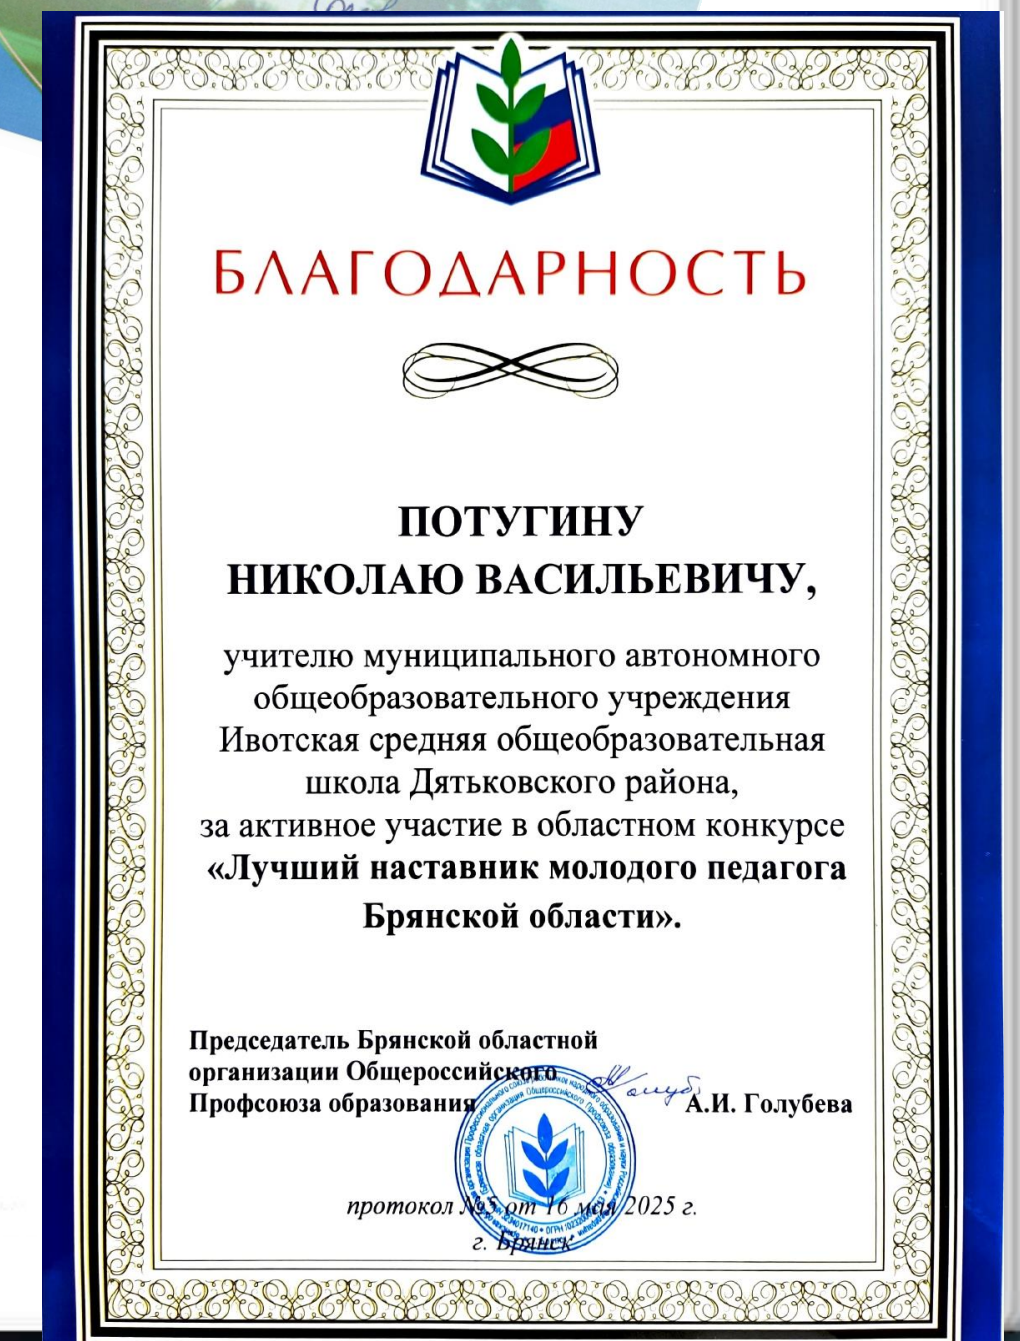 БЛАГОДАРНОСТЬ
ПОТУГИНУ
НИКОЛАЮ ВАСИЛЬЕВИЧУ,
учителю муниципального автономного
общеобразовательного учреждения
Ивотская средняя общеобразовательная
школа Дятьковского района,
за активное участие в областном конкурсе
«Лучший наставник молодого педагога
Брянской области».
Председатель Брянской областной
организации Общероссийского
Профсоюза образования
А.И. Голубева
протокол №5 от 16 мая 2025 г.
г. Брянск